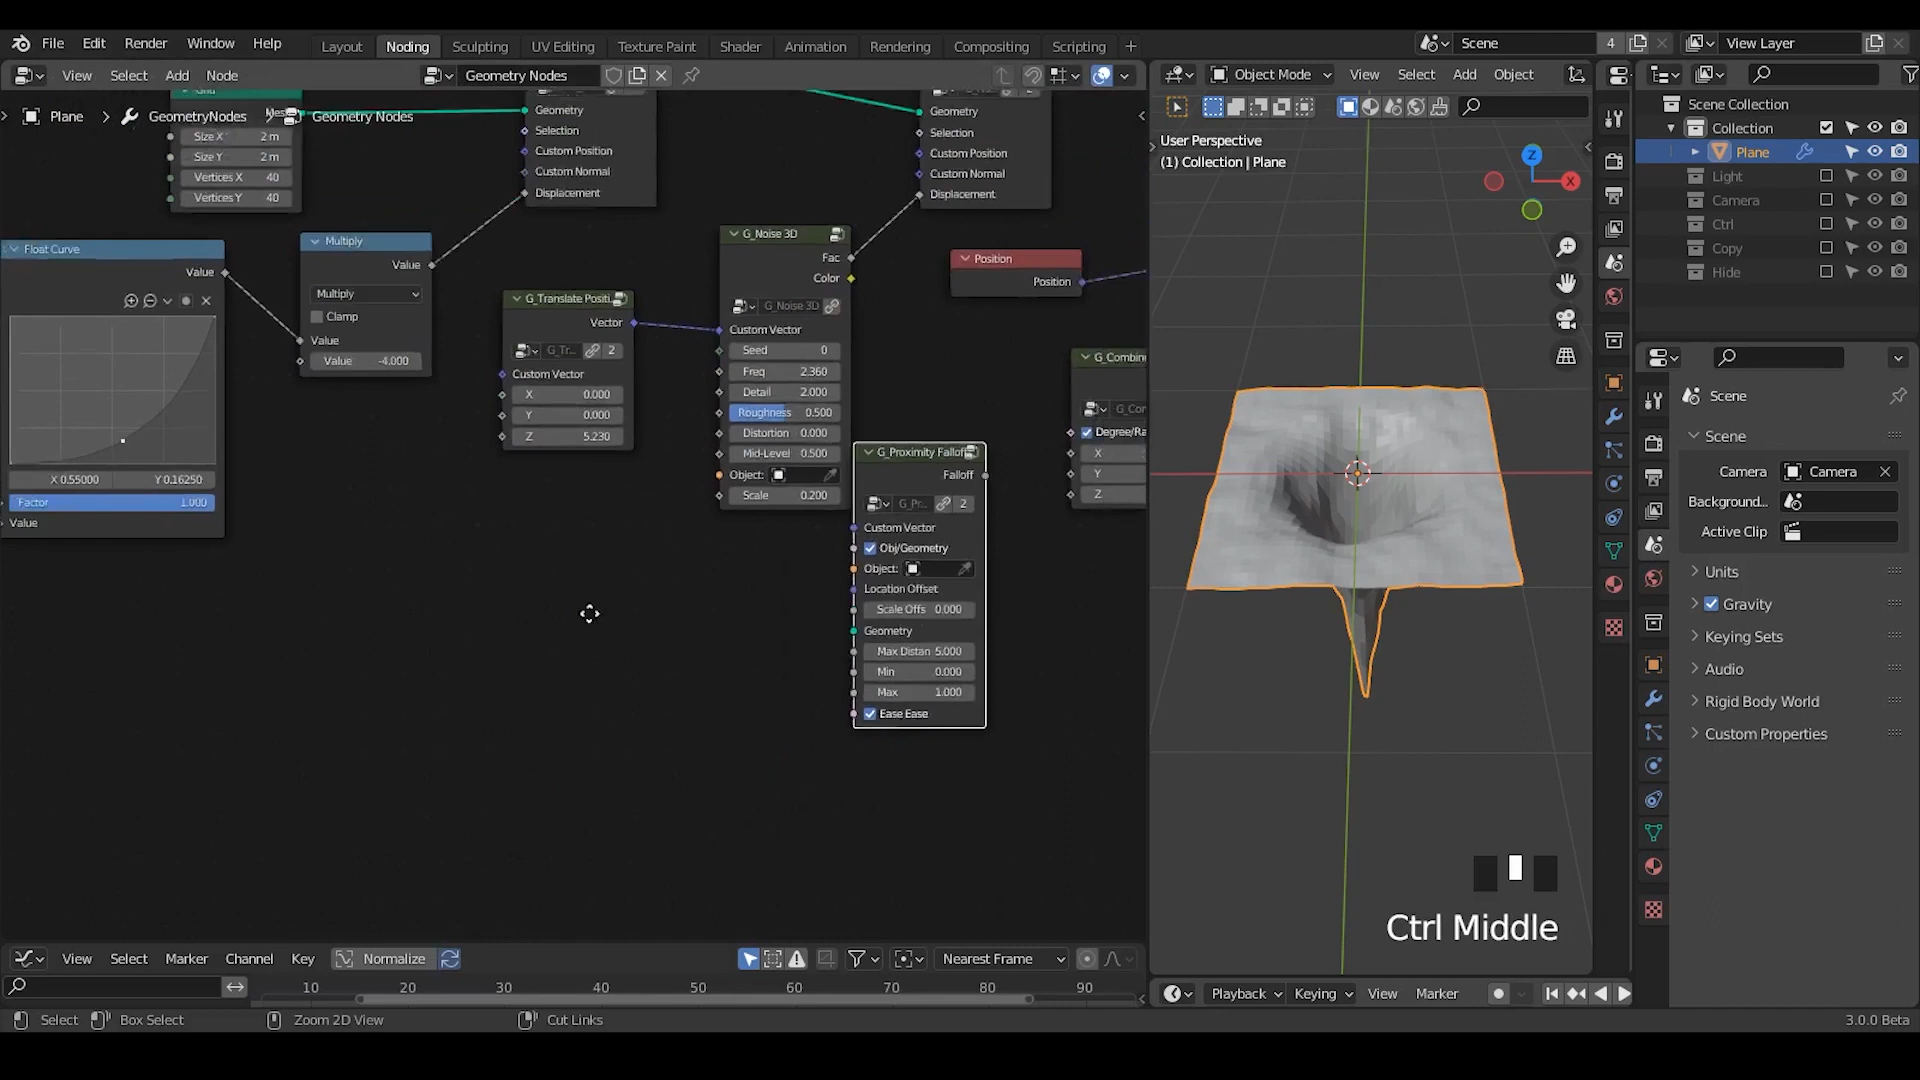 File Edit Render Window Help
Layout Noding Sculpting UV Editing Texture Paint Shader Animation Rendering Compositing Scripting +
Scene 4
View Layer
View Select Add Node
Geometry Nodes
Object Mode View Select Add Object
Plane > GeometryNodes > Geometry Nodes
Size X 2 m
Size Y 2 m
Vertices X 40
Vertices Y 40
Geometry
Selection
Custom Position
Custom Normal
Displacement
Geometry
Selection
Custom Position
Custom Normal
Displacement
Float Curve
Value
X 0.55000 Y 0.16250
Factor 1.000
Value
Multiply
Value
Multiply
Clamp
Value
Value -4.000
G_Translate Positi
Vector
G_Tr... 2
Custom Vector
X 0.000
Y 0.000
Z 5.230
G_Noise 3D
Fac
Color
G_Noise 3D
Custom Vector
Seed 0
Freq 2.360
Detail 2.000
Roughness 0.500
Distortion 0.000
Mid-Level 0.500
Object:
Scale 0.200
G_Proximity Falloff
Falloff
G_Pr... 2
Custom Vector
Obj/Geometry
Object:
Location Offset
Scale Offs 0.000
Geometry
Max Distan 5.000
Min 0.000
Max 1.000
Ease Ease
Position
Position
G_Combin
G_Cor
Degree/Ra
X
Y
Z
User Perspective
(1) Collection | Plane
Z
X
Ctrl Middle
Scene Collection
Collection
Plane
Light
Camera
Ctrl
Copy
Hide
Scene
Scene
Camera Camera
Background...
Active Clip
Units
Gravity
Keying Sets
Audio
Rigid Body World
Custom Properties
View Select Marker Channel Key Normalize Nearest Frame
10 20 30 40 50 60 70 80 90
Playback Keying View Marker
Select Box Select Zoom 2D View Cut Links 3.0.0 Beta